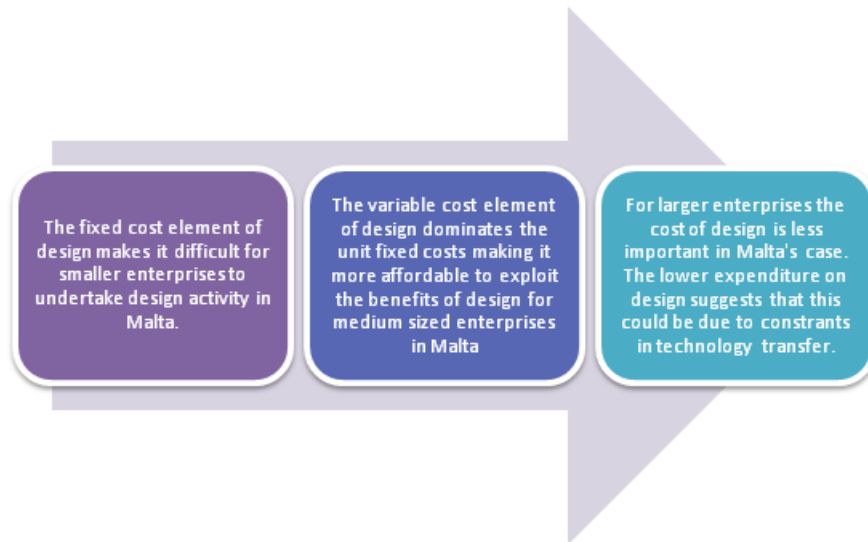 The fixed cost element of
design makes it difficult for
smaller enterprises to
undertake design activity in
Malta.
The variable cost element
of design dominates the
unit fixed costs making it
more affordable to exploit
the benefits of design for
medium sized enterprises
in Malta
For larger enterprises the
cost of design is less
important in Malta's case.
The lower expenditure on
design suggests that this
could be due to constrants
in technology transfer.